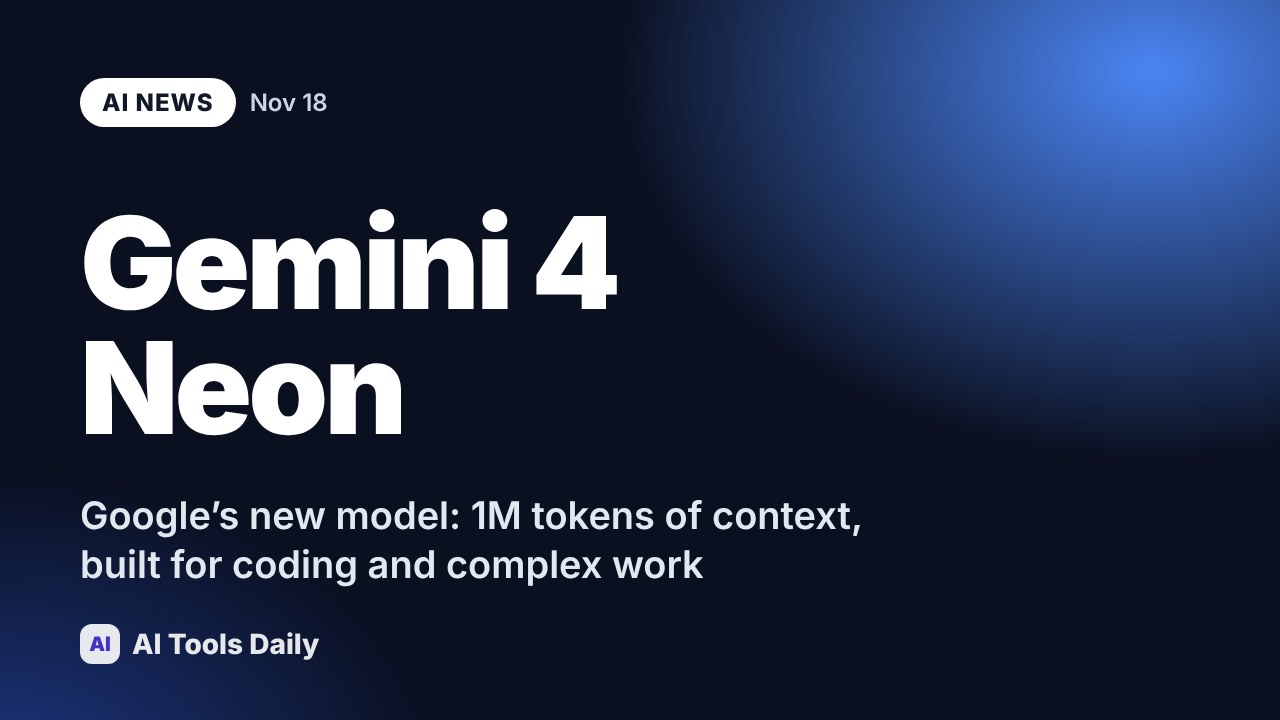 AI NEWS Nov 18
Gemini 4
Neon
Google’s new model: 1M tokens of context,
built for coding and complex work
AI AI Tools Daily